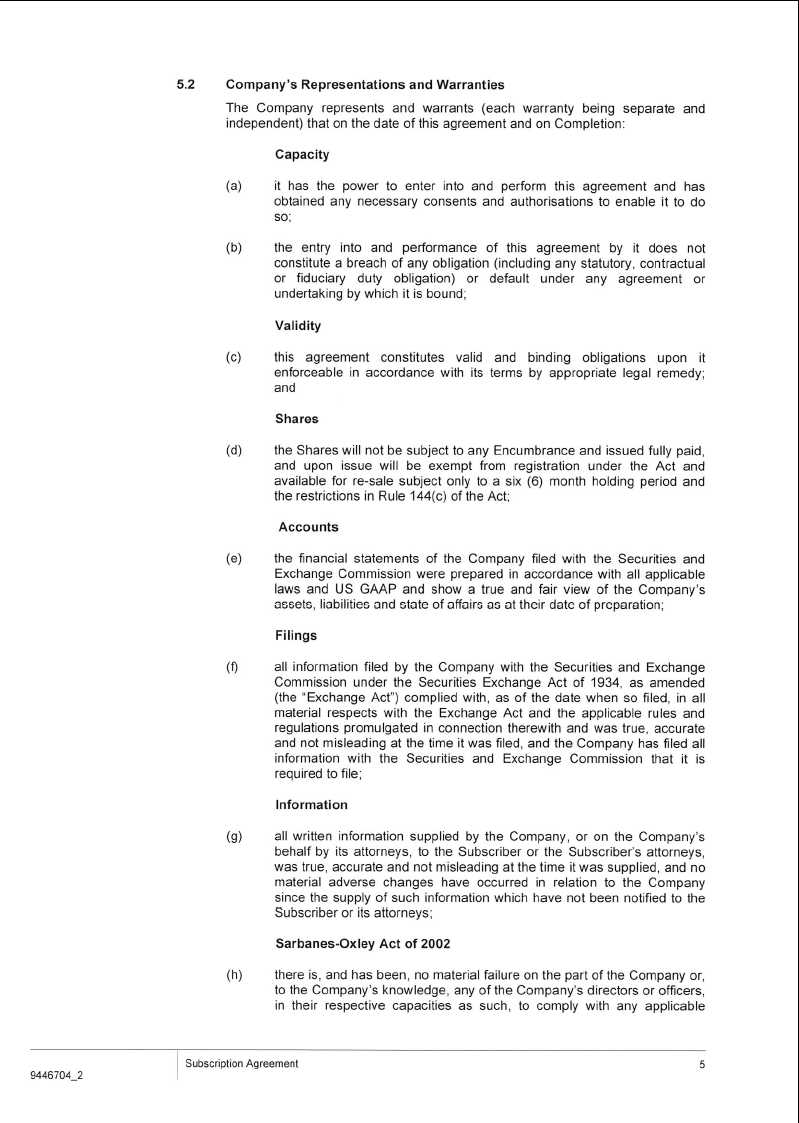 5.2 Company's Representations and Warranties
The Company represents and warrants (each warranty being separate and
independent) that on the date of this agreement and on Completion:
Capacity
(a) it has the power to enter into and perform this agreement and has
obtained any necessary consents and authorisations to enable it to do
so;
(b) the entry into and performance of this agreement by it does not
constitute a breach of any obligation (including any statutory, contractual
or fiduciary duty obligation) or default under any agreement or
undertaking by which it is bound;
Validity
(c) this agreement constitutes valid and binding obligations upon it
enforceable in accordance with its terms by appropriate legal remedy;
and
Shares
(d) the Shares will not be subject to any Encumbrance and issued fully paid,
and upon issue will be exempt from registration under the Act and
available for re-sale subject only to a six (6) month holding period and
the restrictions in Rule 144(c) of the Act;
Accounts
(e) the financial statements of the Company filed with the Securities and
Exchange Commission were prepared in accordance with all applicable
laws and US GAAP and show a true and fair view of the Company's
assets, liabilities and state of affairs as at their date of preparation;
Filings
(f) all information filed by the Company with the Securities and Exchange
Commission under the Securities Exchange Act of 1934, as amended
(the "Exchange Act") complied with, as of the date when so filed, in all
material respects with the Exchange Act and the applicable rules and
regulations promulgated in connection therewith and was true, accurate
and not misleading at the time it was filed, and the Company has filed all
information with the Securities and Exchange Commission that it is
required to file;
Information
(g) all written information supplied by the Company, or on the Company's
behalf by its attorneys, to the Subscriber or the Subscriber's attorneys,
was true, accurate and not misleading at the time it was supplied, and no
material adverse changes have occurred in relation to the Company
since the supply of such information which have not been notified to the
Subscriber or its attorneys;
Sarbanes-Oxley Act of 2002
(h) there is, and has been, no material failure on the part of the Company or,
to the Company's knowledge, any of the Company's directors or officers,
in their respective capacities as such, to comply with any applicable
Subscription Agreement 5
9446704_2